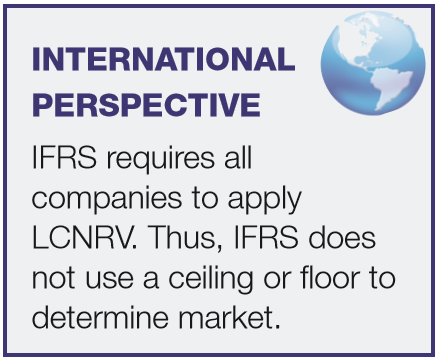 INTERNATIONAL
PERSPECTIVE
IFRS requires all
companies to apply
LCNRV. Thus, IFRS does
not use a ceiling or floor to
determine market.